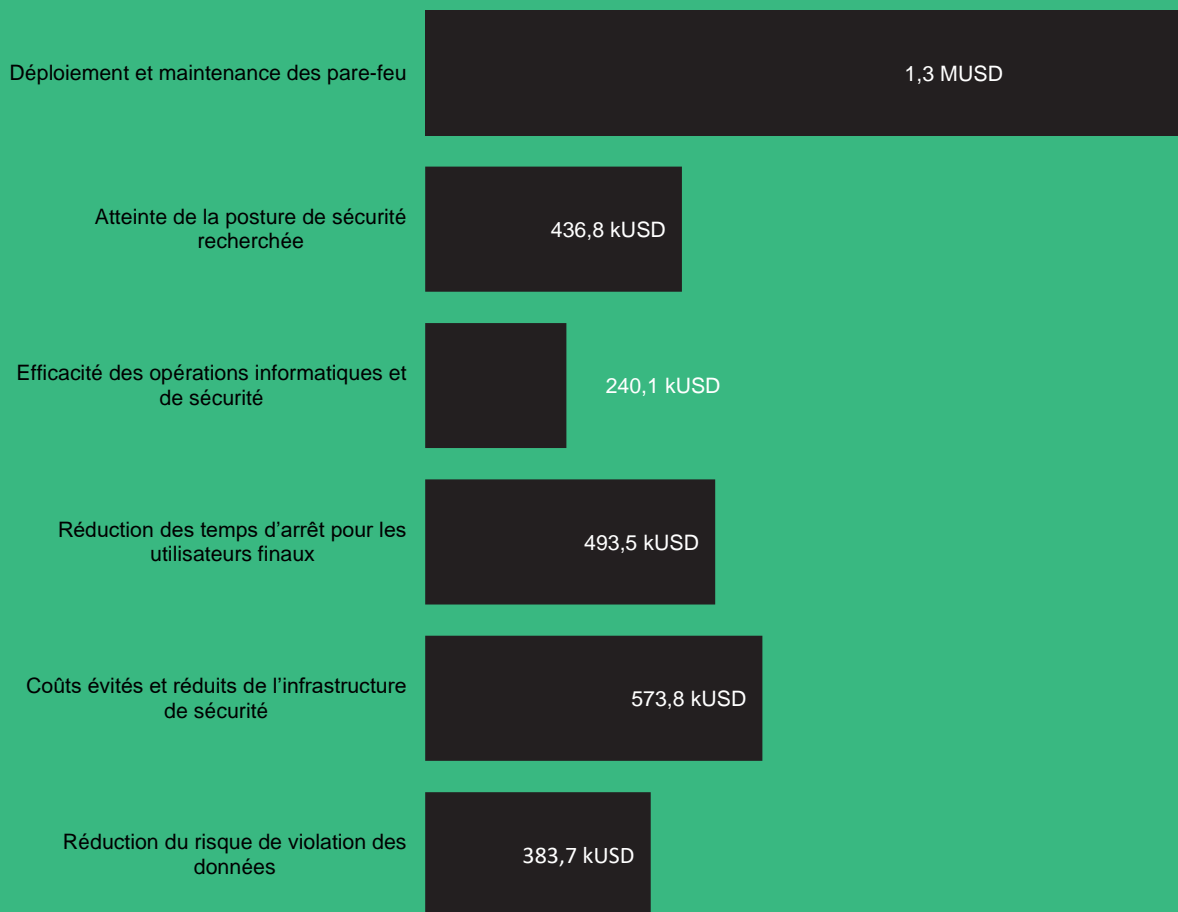 Déploiement et maintenance des pare-feu
1,3 MUSD
Atteinte de la posture de sécurité
recherchée
436,8 kUSD
Efficacité des opérations informatiques et
de sécurité
240,1 kUSD
Réduction des temps d’arrêt pour les
utilisateurs finaux
493,5 kUSD
Coûts évités et réduits de l’infrastructure
de sécurité
573,8 kUSD
Réduction du risque de violation des
données
383,7 kUSD